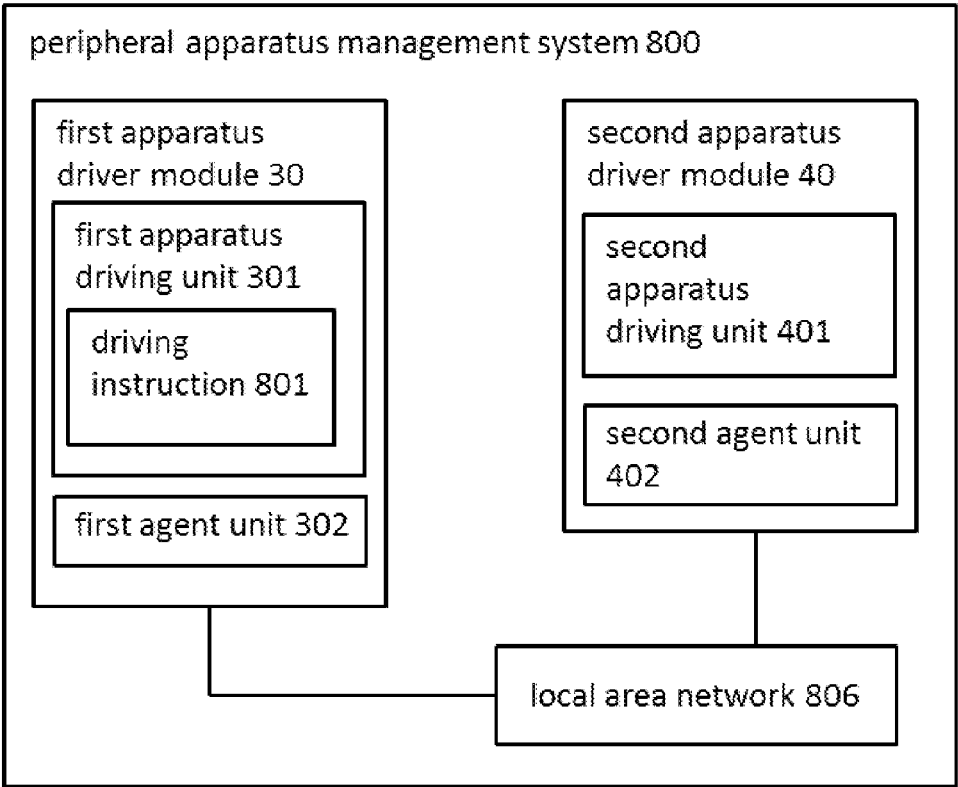 peripheral apparatus management system 800
first apparatus
driver module 30
first apparatus
driving unit 301
driving
instruction 801
first agent unit 302
second apparatus
driver module 40
second
apparatus
driving unit 401
second agent unit
402
local area network 806